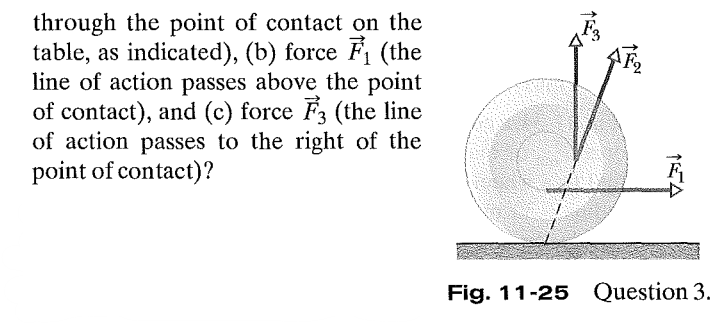 through the point of contact on the
table, as indicated), (b) force F⃗₁ (the
line of action passes above the point
of contact), and (c) force F⃗₃ (the line
of action passes to the right of the
point of contact)?
F⃗₃
F⃗₂
F⃗₁
Fig. 11-25 Question 3.